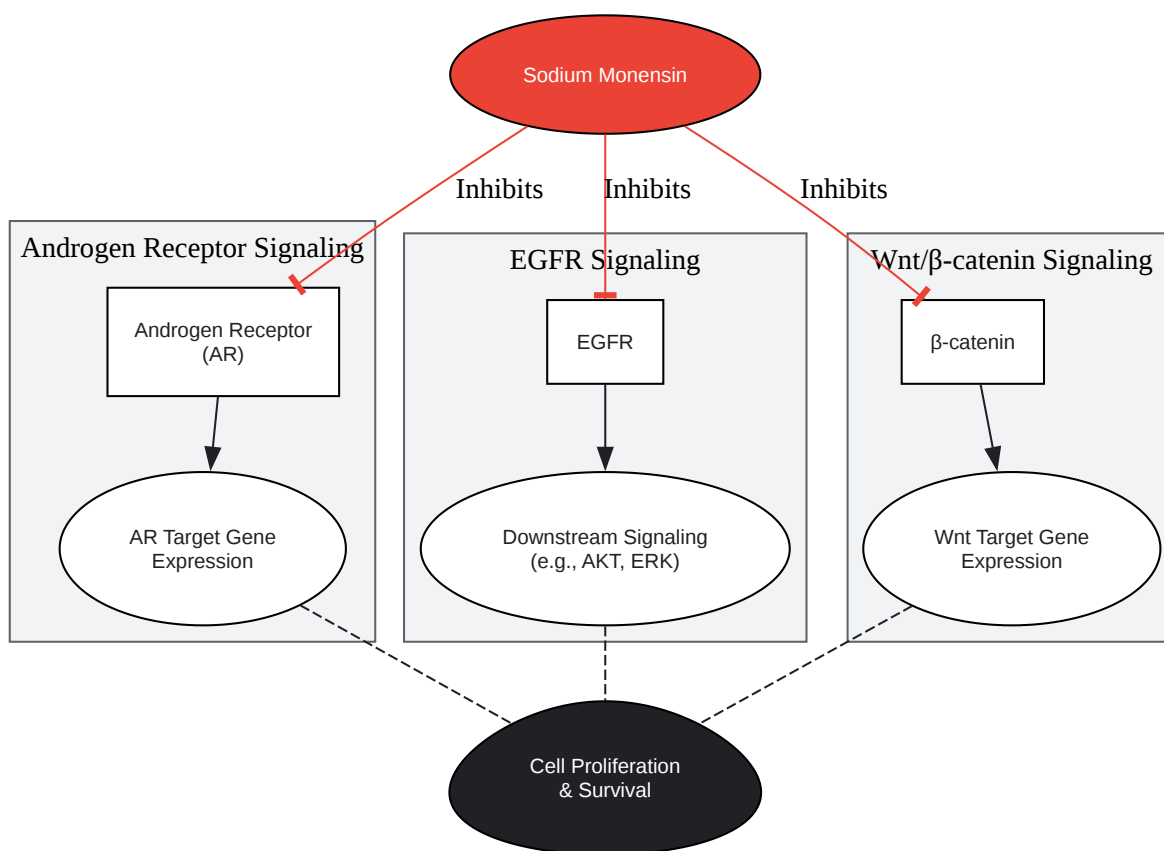 Sodium Monensin
Inhibits
Inhibits
Inhibits
Androgen Receptor Signaling
EGFR Signaling
Wnt/β-catenin Signaling
Androgen Receptor
(AR)
EGFR
β-catenin
AR Target Gene
Expression
Downstream Signaling
(e.g., AKT, ERK)
Wnt Target Gene
Expression
Cell Proliferation
& Survival